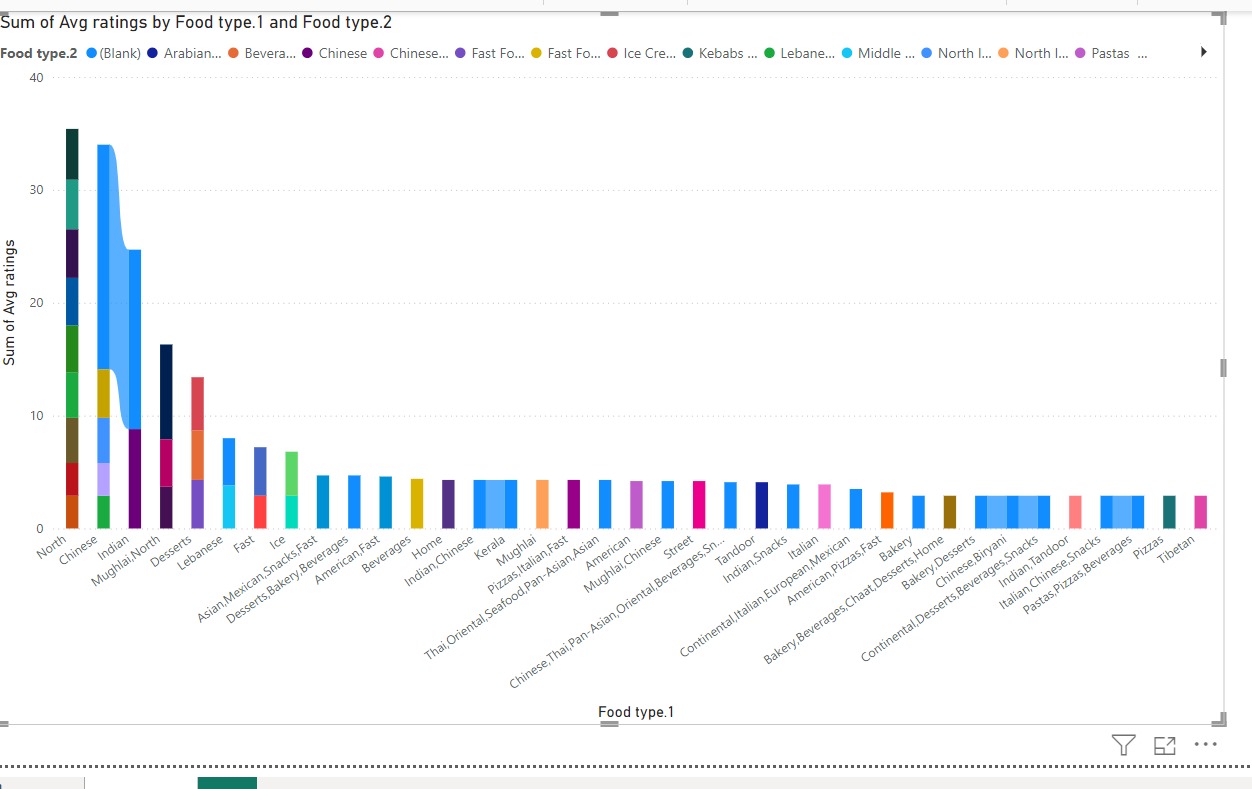 Sum of Avg ratings by Food type.1 and Food type.2
Food type.2 (Blank) Arabian... Bevera... Chinese Chinese... Fast Fo... Fast Fo... Ice Cre... Kebabs ... Lebane... Middle ... North I... North I... Pastas ...
40
30
20
10
0
Sum of Avg ratings
North
Chinese
Indian
Mughlai,North
Desserts
Lebanese
Fast
Ice
Asian,Mexican,Snacks,Fast
Desserts,Bakery,Beverages
American,Fast
Beverages
Home
Indian,Chinese
Kerala
Mughlai
Pizzas,Italian,Fast
Thai,Oriental,Seafood,Pan-Asian,Asian
American
Mughlai,Chinese
Street
Chinese,Thai,Pan-Asian,Oriental,Beverages,Sn...
Tandoor
Indian,Snacks
Italian
Continental,Italian,European,Mexican
American,Pizzas,Fast
Bakery
Bakery,Beverages,Chaat,Desserts,Home
Bakery,Desserts
Chinese,Biryani
Continental,Desserts,Beverages,Snacks
Indian,Tandoor
Italian,Chinese,Snacks
Pastas,Pizzas,Beverages
Pizzas
Tibetan
Food type.1